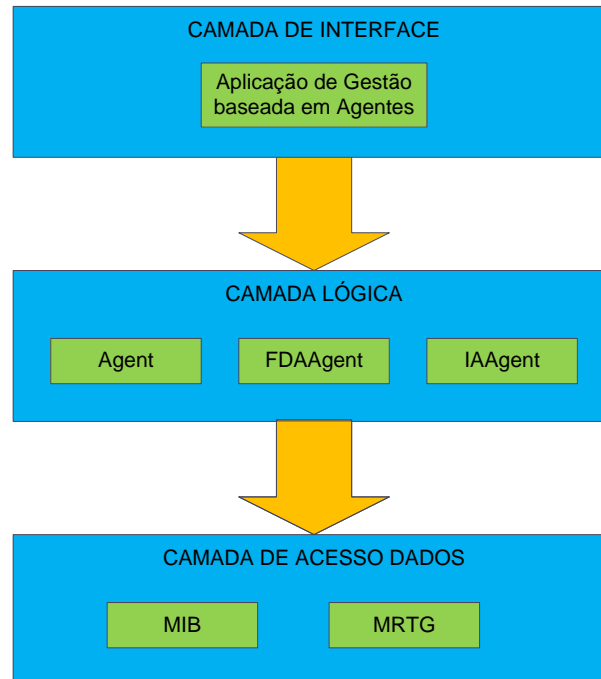 CAMADA DE INTERFACE
Aplicação de Gestão
baseada em Agentes
CAMADA LÓGICA
Agent
FDAAgent
IAAgent
CAMADA DE ACESSO DADOS
MIB
MRTG